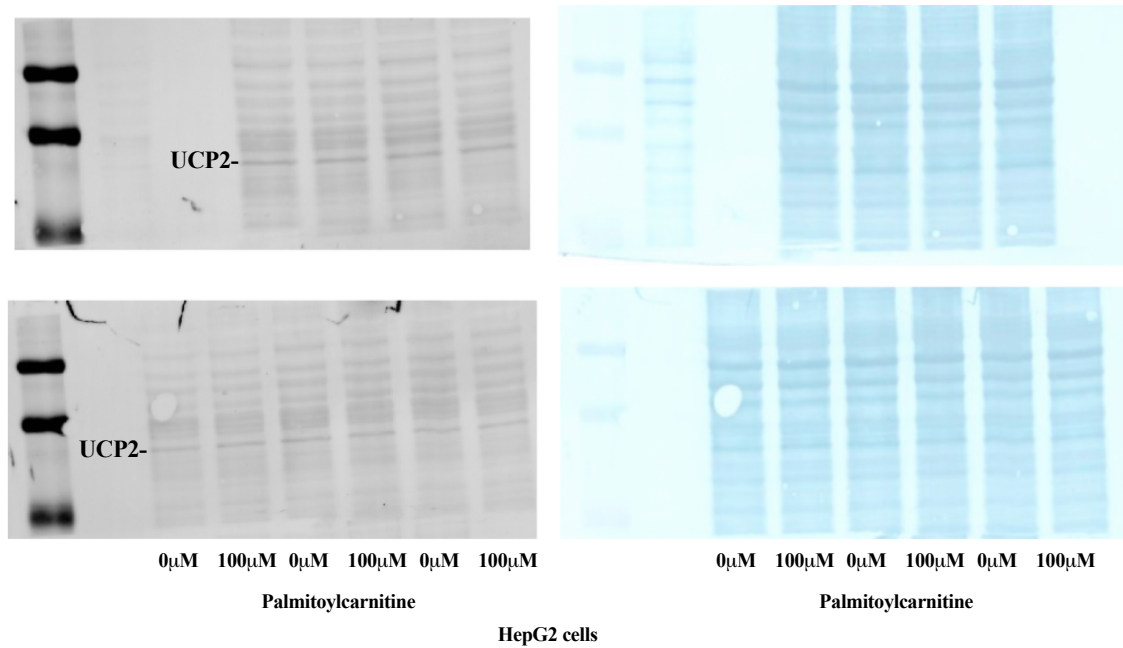 UCP2-
UCP2-
0μM 100μM 0μM 100μM 0μM 100μM 0μM 100μM 0μM 100μM 0μM 100μM
Palmitoylcarnitine Palmitoylcarnitine
HepG2 cells